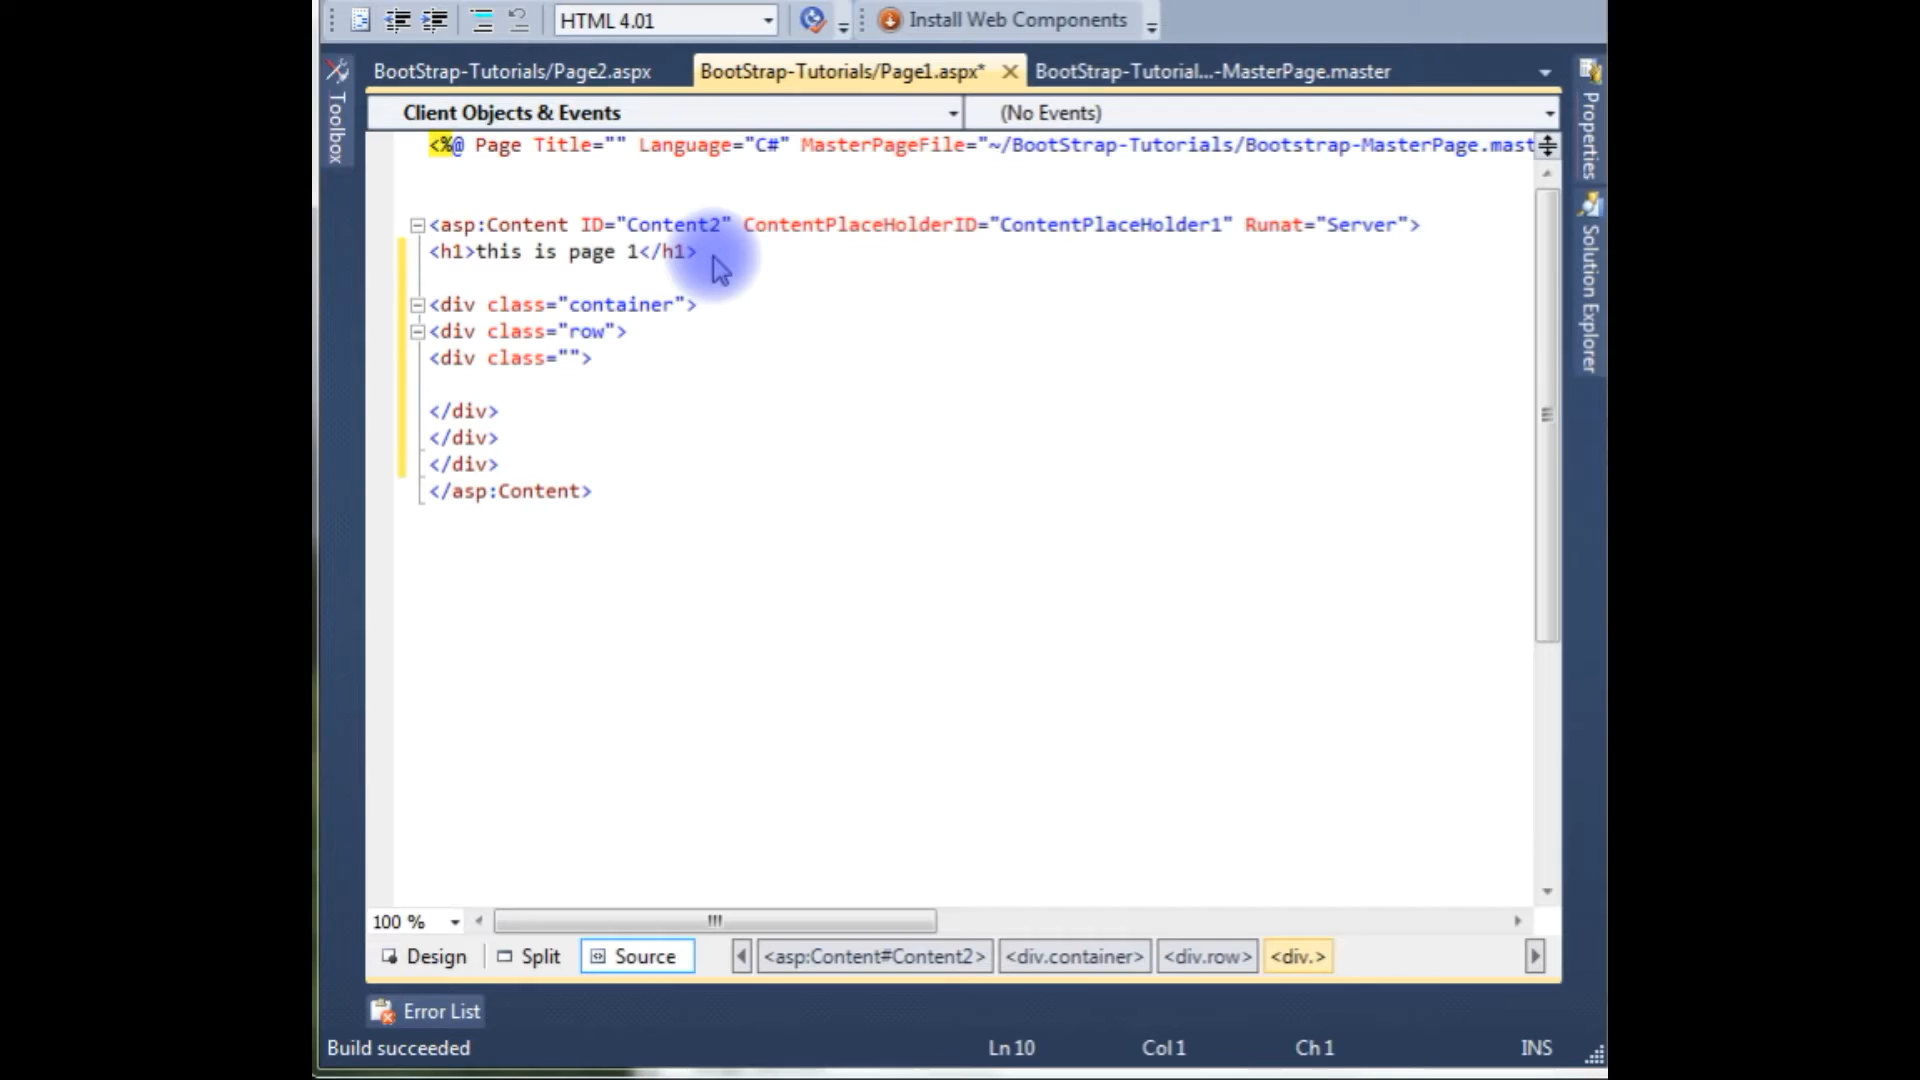 HTML 4.01
Install Web Components
Toolbox
BootStrap-Tutorials/Page2.aspx
BootStrap-Tutorials/Page1.aspx*
BootStrap-Tutorial...-MasterPage.master
Client Objects & Events
(No Events)
Properties
Solution Explorer
<%@ Page Title="" Language="C#" MasterPageFile="~/BootStrap-Tutorials/Bootstrap-MasterPage.mast
<asp:Content ID="Content2" ContentPlaceHolderID="ContentPlaceHolder1" Runat="Server">
<h1>this is page 1</h1>
<div class="container">
<div class="row">
<div class="">
</div>
</div>
</div>
</asp:Content>
100 %
Design
Split
Source
<asp:Content#Content2>
<div.container>
<div.row>
<div.>
Error List
Build succeeded
Ln 10
Col 1
Ch 1
INS